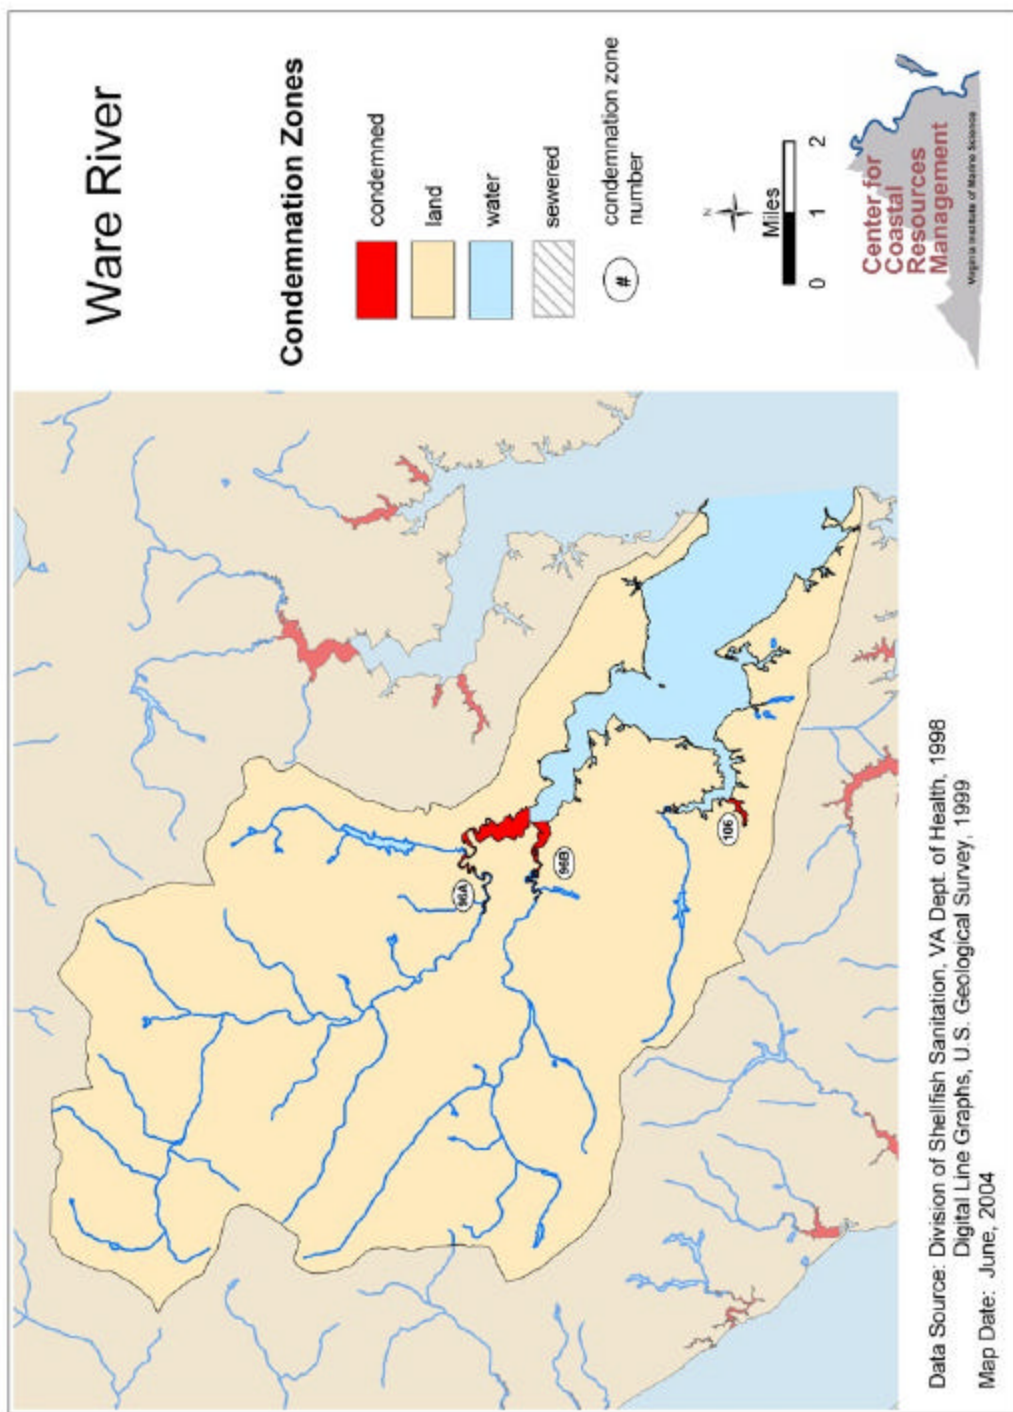 Ware River
Condemnation Zones
condemned
land
water
sewered
#
condemnation zone
number
N
Miles
0 1 2
Center for
Coastal
Resources
Management
Virginia Institute of Marine Science
96A
96B
106
Data Source: Division of Shellfish Sanitation, VA Dept. of Health, 1998
Digital Line Graphs, U.S. Geological Survey, 1999
Map Date: June, 2004